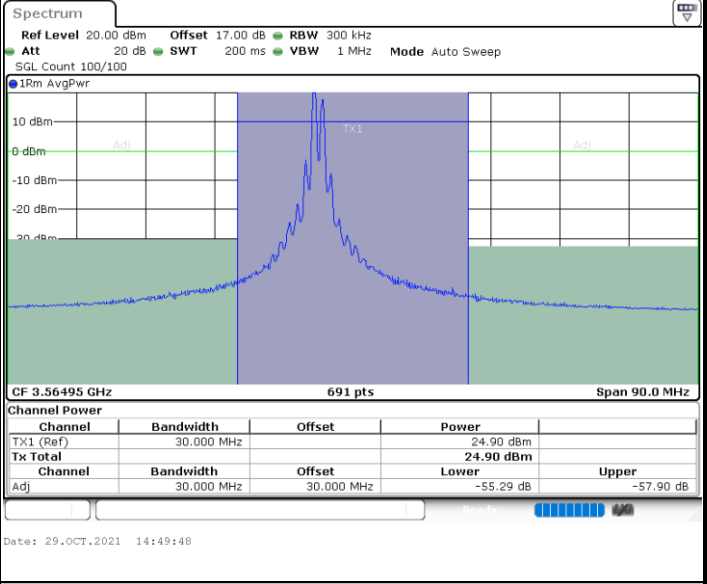 Spectrum
Ref Level 20.00 dBm Offset 17.00 dB RBW 300 kHz
Att 20 dB SWT 200 ms VBW 1 MHz Mode Auto Sweep
SGL Count 100/100
1Rm AvgPwr
10 dBm
TX1
Adj
Adj
0 dBm
-10 dBm
-20 dBm
-30 dBm
CF 3.56495 GHz 691 pts Span 90.0 MHz
Channel Power
Channel Bandwidth Offset Power
TX1 (Ref) 30.000 MHz 24.90 dBm
Tx Total 24.90 dBm
Channel Bandwidth Offset Lower Upper
Adj 30.000 MHz 30.000 MHz -55.29 dB -57.90 dB
Ready
Date: 29.OCT.2021 14:49:48